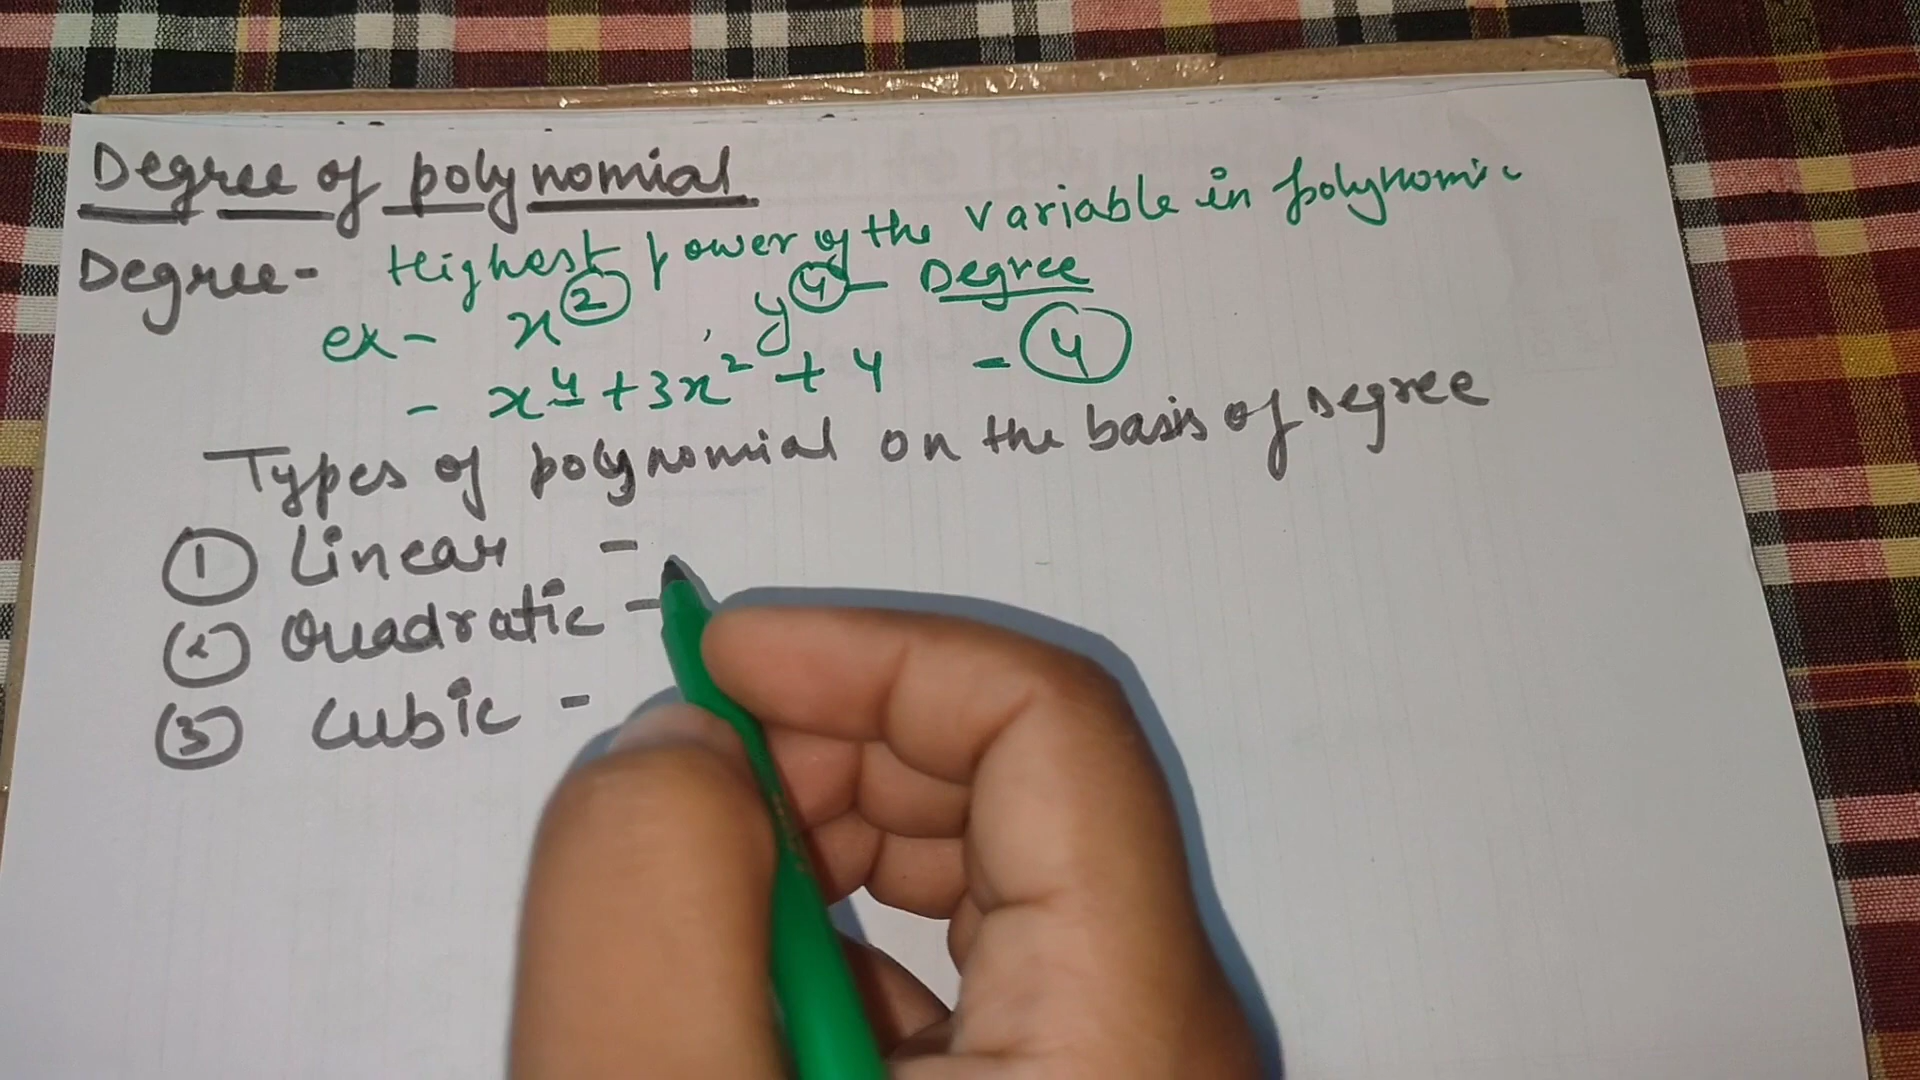 Degree of polynomial
Degree- Highest power of the variable in polynomi
ex- x², y⁴ - Degree
- x⁴ + 3x² + 4 - 4
Types of polynomial on the basis of Degree
① Linear -
② Quadratic -
③ Cubic -